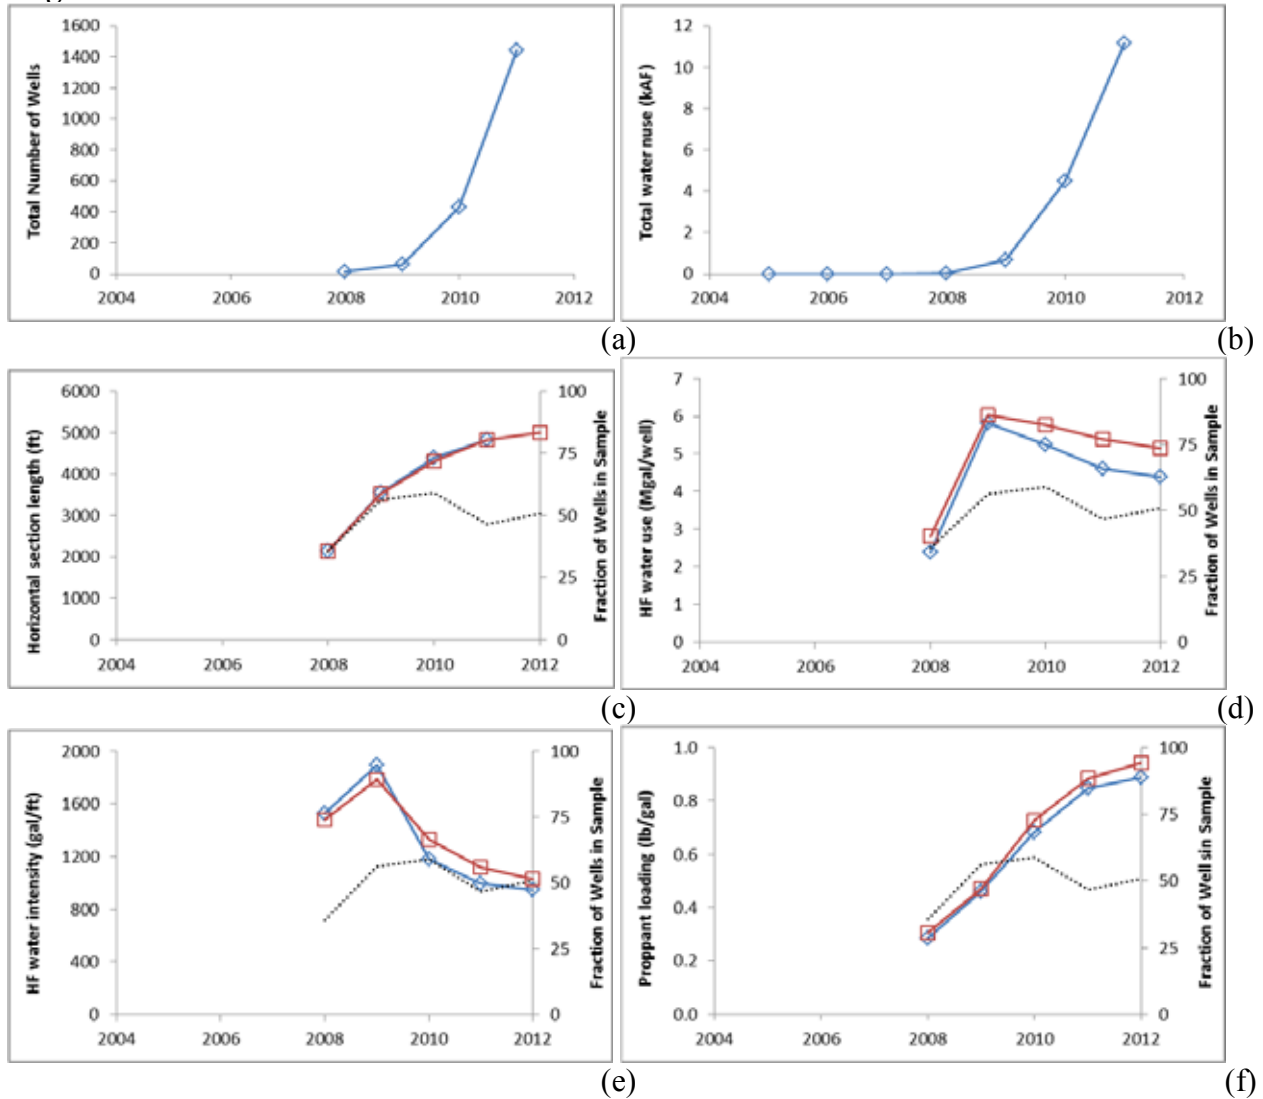 Total Number of Wells
1600
1400
1200
1000
800
600
400
200
0
2004 2006 2008 2010 2012
(a)
Total water nuse (kAF)
12
10
8
6
4
2
0
2004 2006 2008 2010 2012
(b)
Horizontal section length (ft)
6000
5000
4000
3000
2000
1000
0
2004 2006 2008 2010 2012
100
75
50
25
0
Fraction of Wells in Sample
(c)
HF water use (Mgal/well)
7
6
5
4
3
2
1
0
2004 2006 2008 2010 2012
100
75
50
25
0
Fraction of Wells in Sample
(d)
HF water intensity (gal/ft)
2000
1600
1200
800
400
0
2004 2006 2008 2010 2012
100
75
50
25
0
Fraction of Wells in Sample
(e)
Proppant loading (lb/gal)
1.0
0.8
0.6
0.4
0.2
0.0
2004 2006 2008 2010 2012
100
75
50
25
0
Fraction of Well sin Sample
(f)